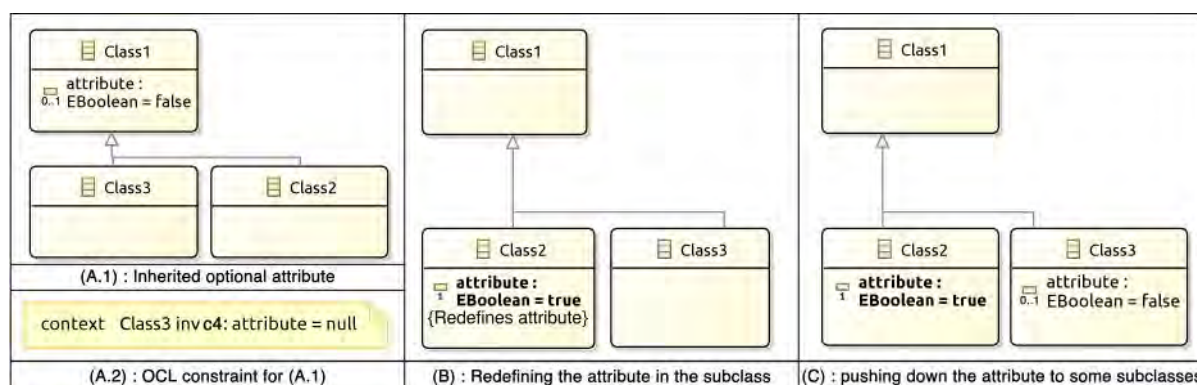 Class1
attribute :
0..1 EBoolean = false
Class3
Class2
(A.1) : Inherited optional attribute
context Class3 inv c4: attribute = null
(A.2) : OCL constraint for (A.1)
Class1
Class2
attribute :
1 EBoolean = true
{Redefines attribute}
Class3
(B) : Redefining the attribute in the subclass
Class1
Class2
attribute :
1 EBoolean = true
Class3
attribute :
0..1 EBoolean = false
(C) : pushing down the attribute to some subclasses